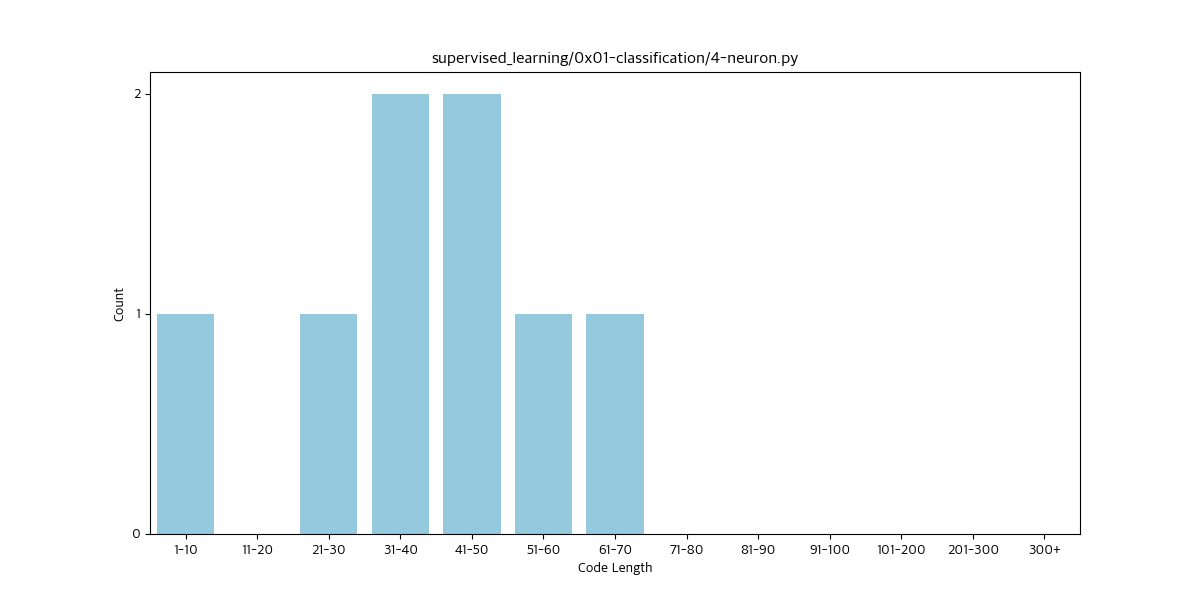 supervised_learning/0x01-classification/4-neuron.py
2
1
0
Count
1-10 11-20 21-30 31-40 41-50 51-60 61-70 71-80 81-90 91-100 101-200 201-300 300+
Code Length